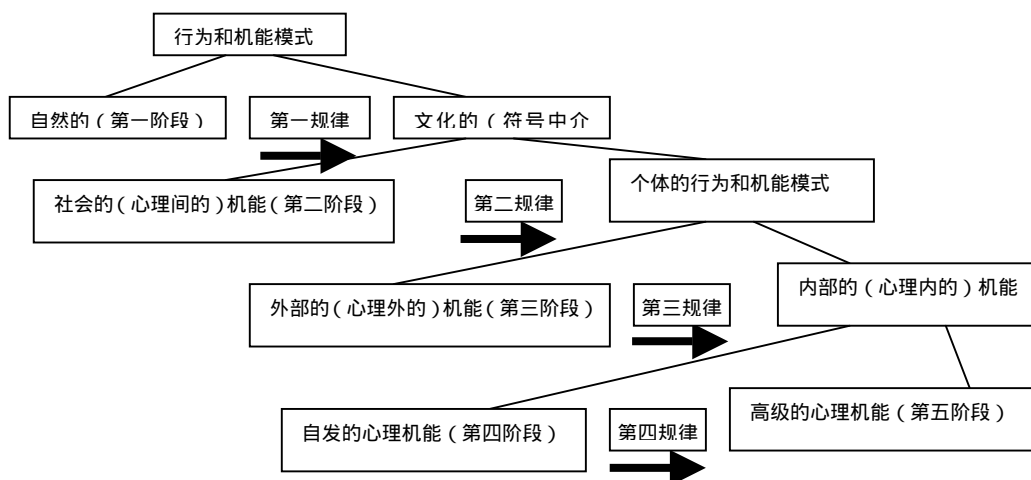 行为和机能模式
自然的（第一阶段）
第一规律
文化的（符号中介
社会的（心理间的）机能（第二阶段）
第二规律
个体的行为和机能模式
外部的（心理外的）机能（第三阶段）
第三规律
内部的（心理内的）机能
自发的心理机能（第四阶段）
第四规律
高级的心理机能（第五阶段）